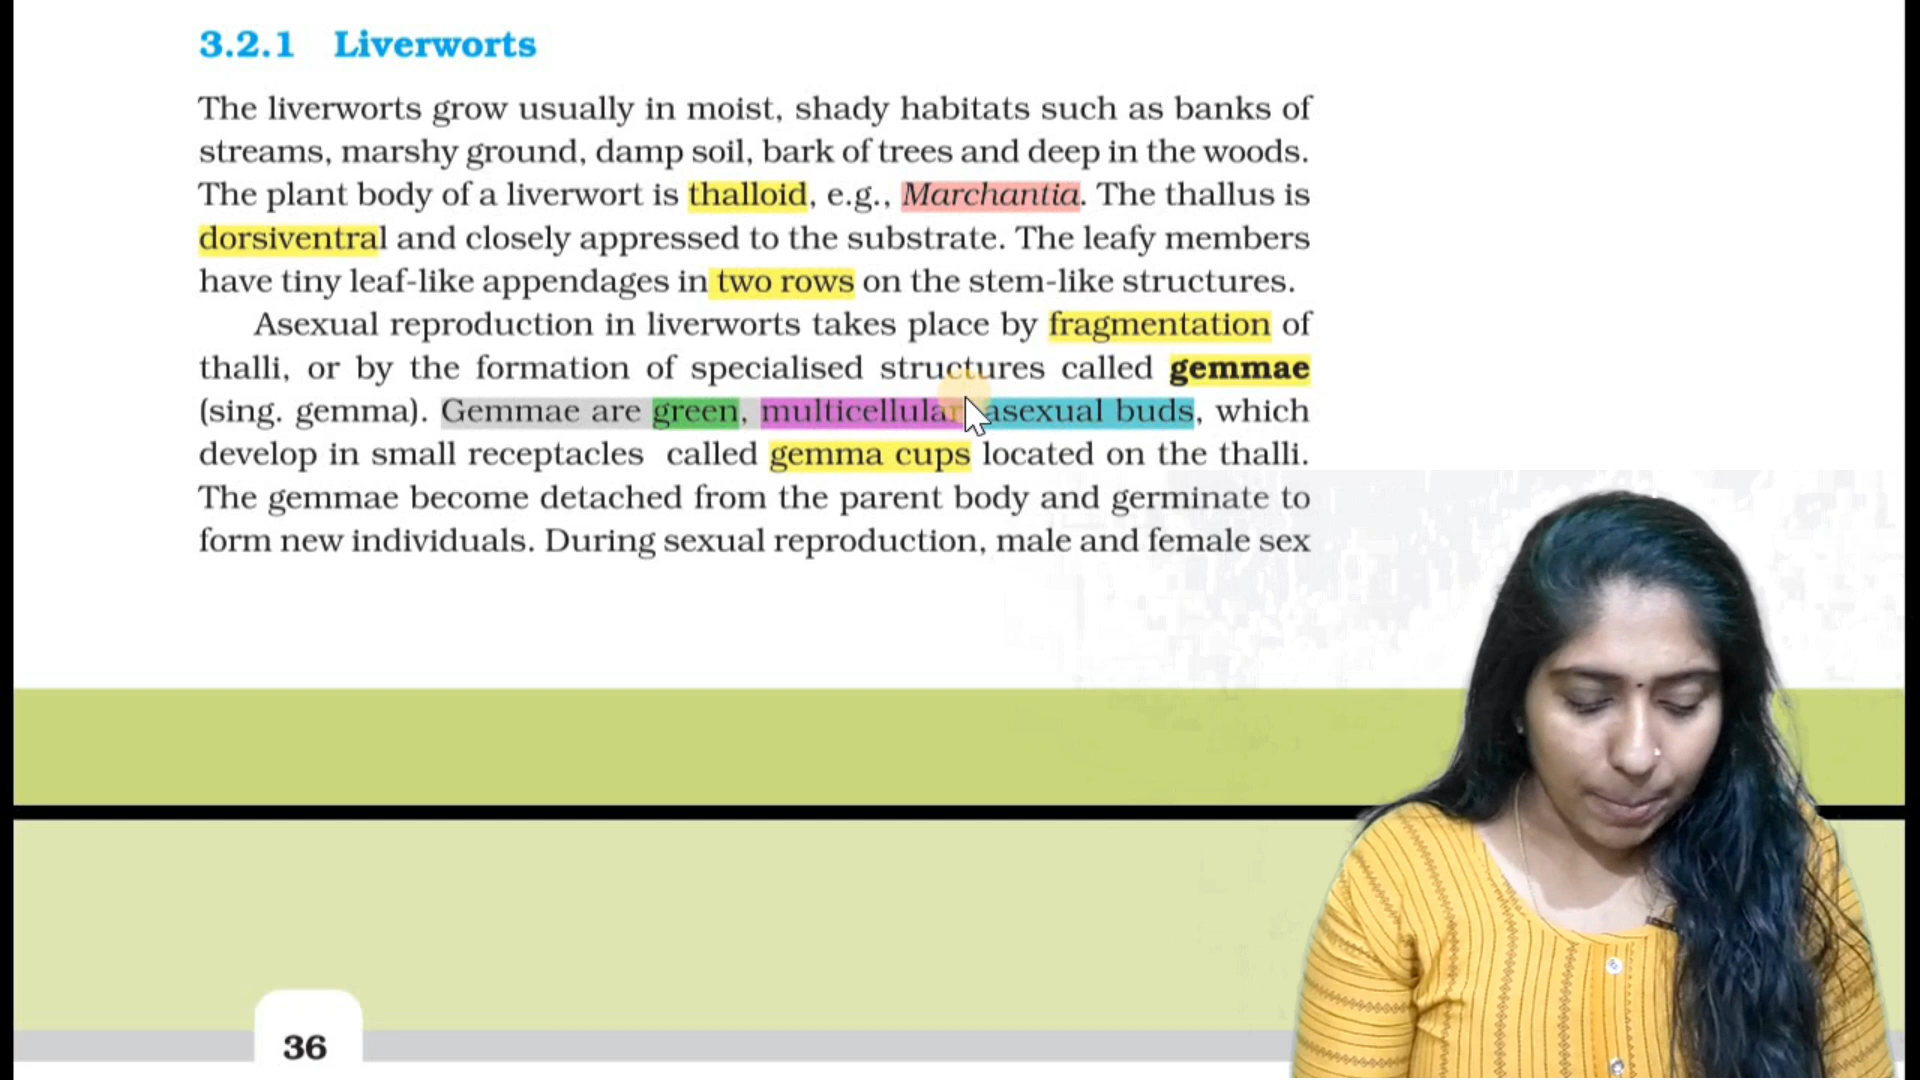 3.2.1 Liverworts
The liverworts grow usually in moist, shady habitats such as banks of
streams, marshy ground, damp soil, bark of trees and deep in the woods.
The plant body of a liverwort is thalloid, e.g., Marchantia. The thallus is
dorsiventral and closely appressed to the substrate. The leafy members
have tiny leaf-like appendages in two rows on the stem-like structures.
Asexual reproduction in liverworts takes place by fragmentation of
thalli, or by the formation of specialised structures called gemmae
(sing. gemma). Gemmae are green, multicellular, asexual buds, which
develop in small receptacles called gemma cups located on the thalli.
The gemmae become detached from the parent body and germinate to
form new individuals. During sexual reproduction, male and female sex
36